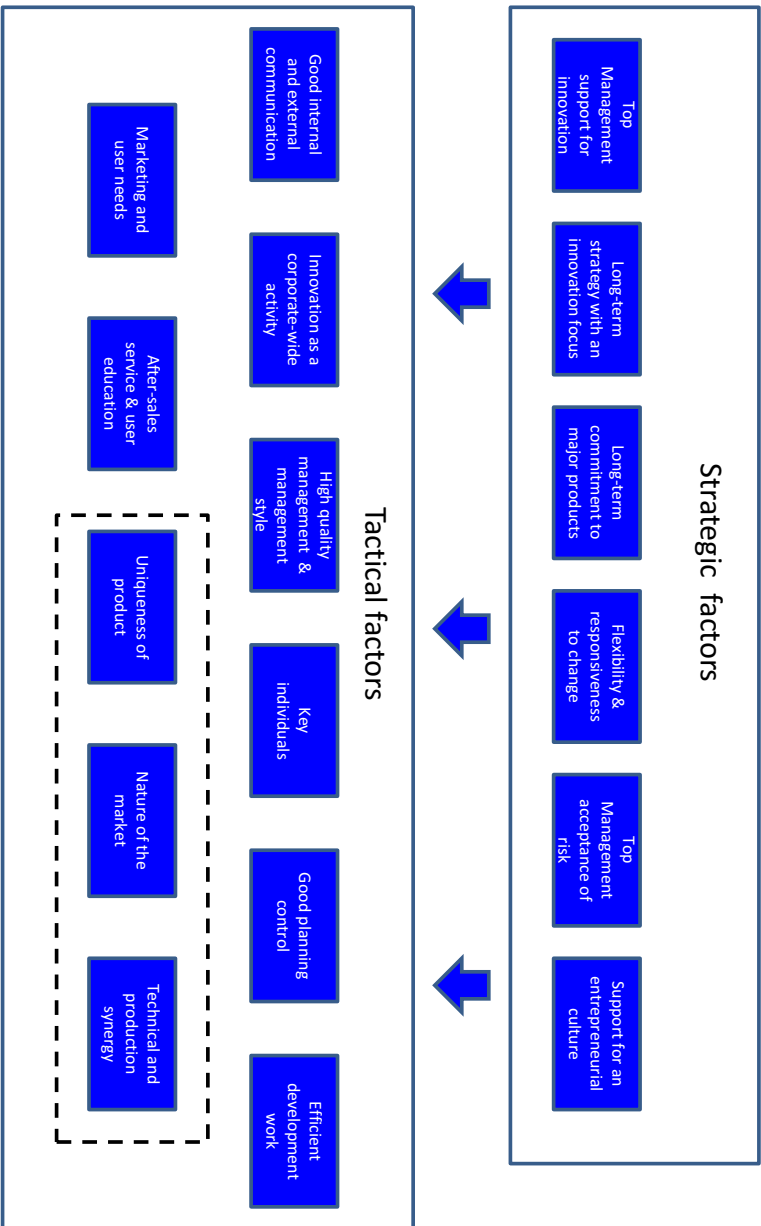 Strategic  factors
Top
Management
support for
innovation
Long-term
strategy with an
innovation focus
Long-term
commitment to
major products
Flexibility &
responsiveness
to change
Top
Management
acceptance of
risk
Support for an
entrepreneurial
culture
Tactical factors
Good internal
and external
communication
Innovation as a
corporate-wide
activity
High quality
management &
management
style
Key
individuals
Good planning
control
Efficient
development
work
Marketing and
user needs
After-sales
service & user
education
Uniqueness of
product
Nature of the
market
Technical and
production
synergy